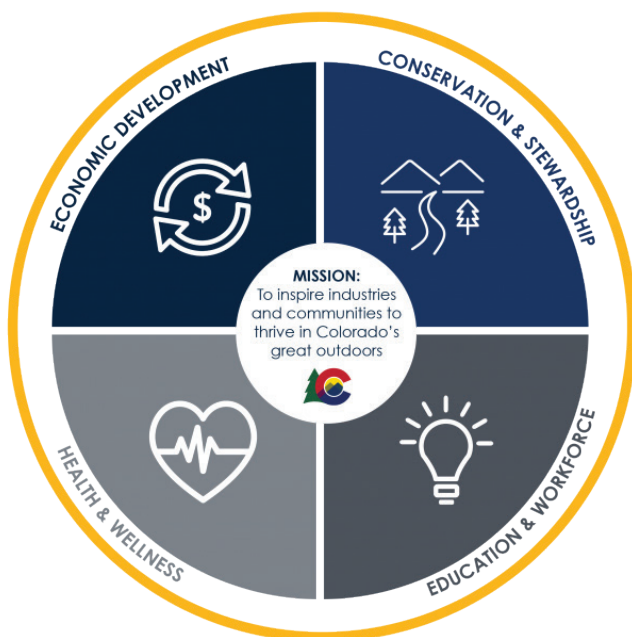 ECONOMIC DEVELOPMENT
CONSERVATION & STEWARDSHIP
$
MISSION:
To inspire industries
and communities to
thrive in Colorado's
great outdoors
C
HEALTH & WELLNESS
EDUCATION & WORKFORCE